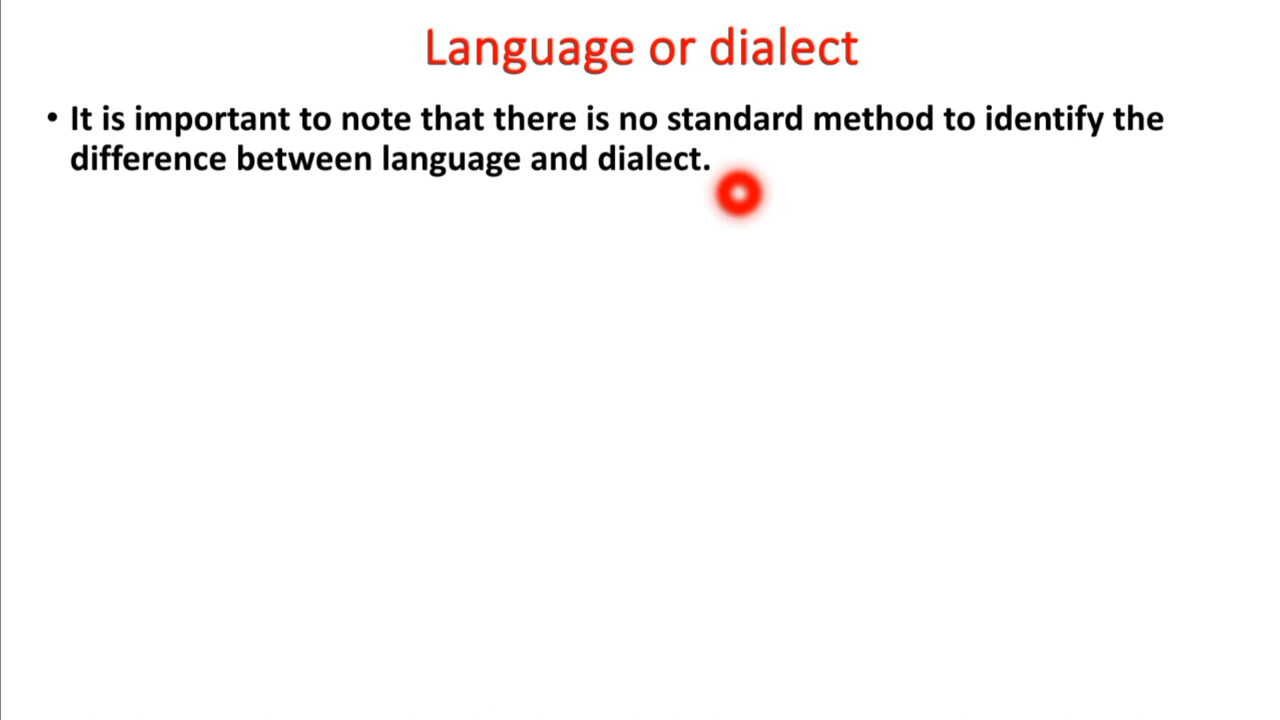 Language or dialect
• It is important to note that there is no standard method to identify the
difference between language and dialect.